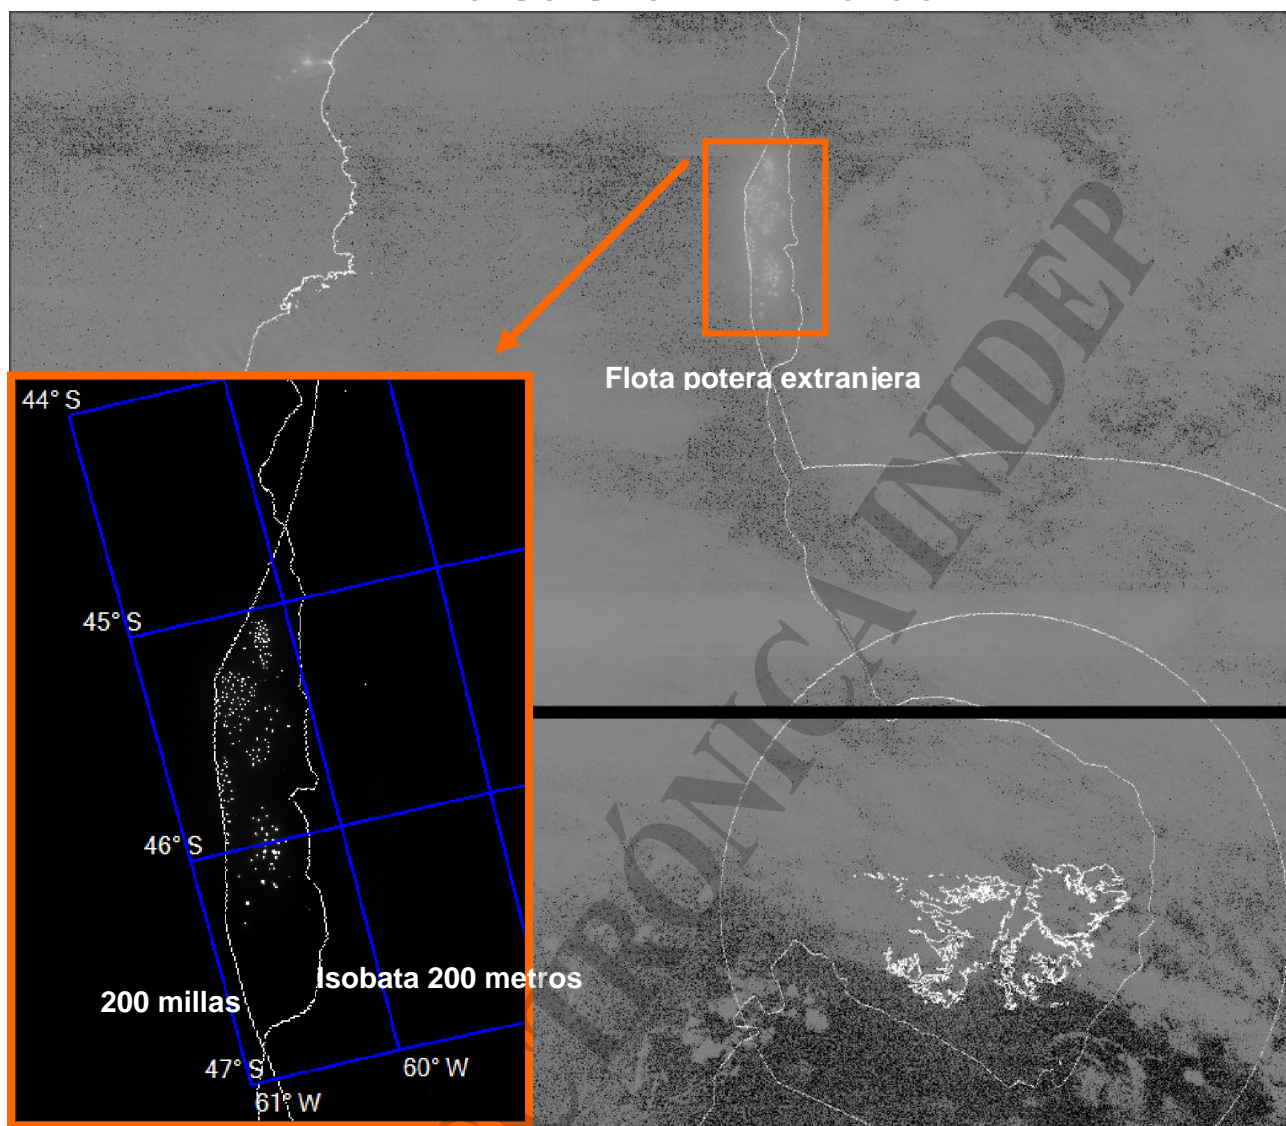 Flota potera extranjera
44° S
45° S
46° S
Isobata 200 metros
200 millas
47° S
60° W
61° W
ÓNICA INIDEP